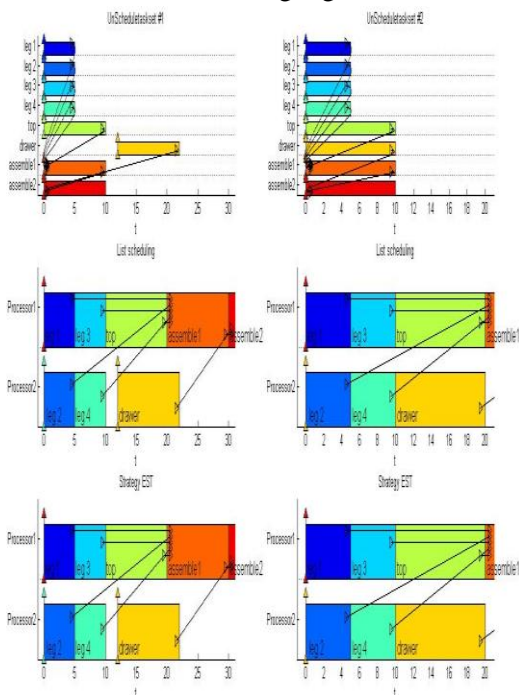 UnScheduletaskset #1
leg 1
leg 2
leg 3
leg 4
top
drawer
assemble1
assemble2
0 5 10 15 20 25 30
t
UnScheduletaskset #2
leg 1
leg 2
leg 3
leg 4
top
drawer
assemble1
assemble2
0 2 4 6 8 10 12 14 16 18 20
t
List scheduling
Processor1
leg 3
top
assemble1
assemble2
Processor2
leg 2
leg 4
drawer
0 5 10 15 20 25 30
t
List scheduling
Processor1
leg 3
top
assemble1
Processor2
leg 2
leg 4
drawer
0 2 4 6 8 10 12 14 16 18 20
t
Strategy EST
Processor1
leg 3
top
assemble1
assemble2
Processor2
leg 2
leg 4
drawer
0 5 10 15 20 25 30
t
Strategy EST
Processor1
leg 3
top
assemble1
Processor2
leg 2
leg 4
drawer
0 2 4 6 8 10 12 14 16 18 20
t